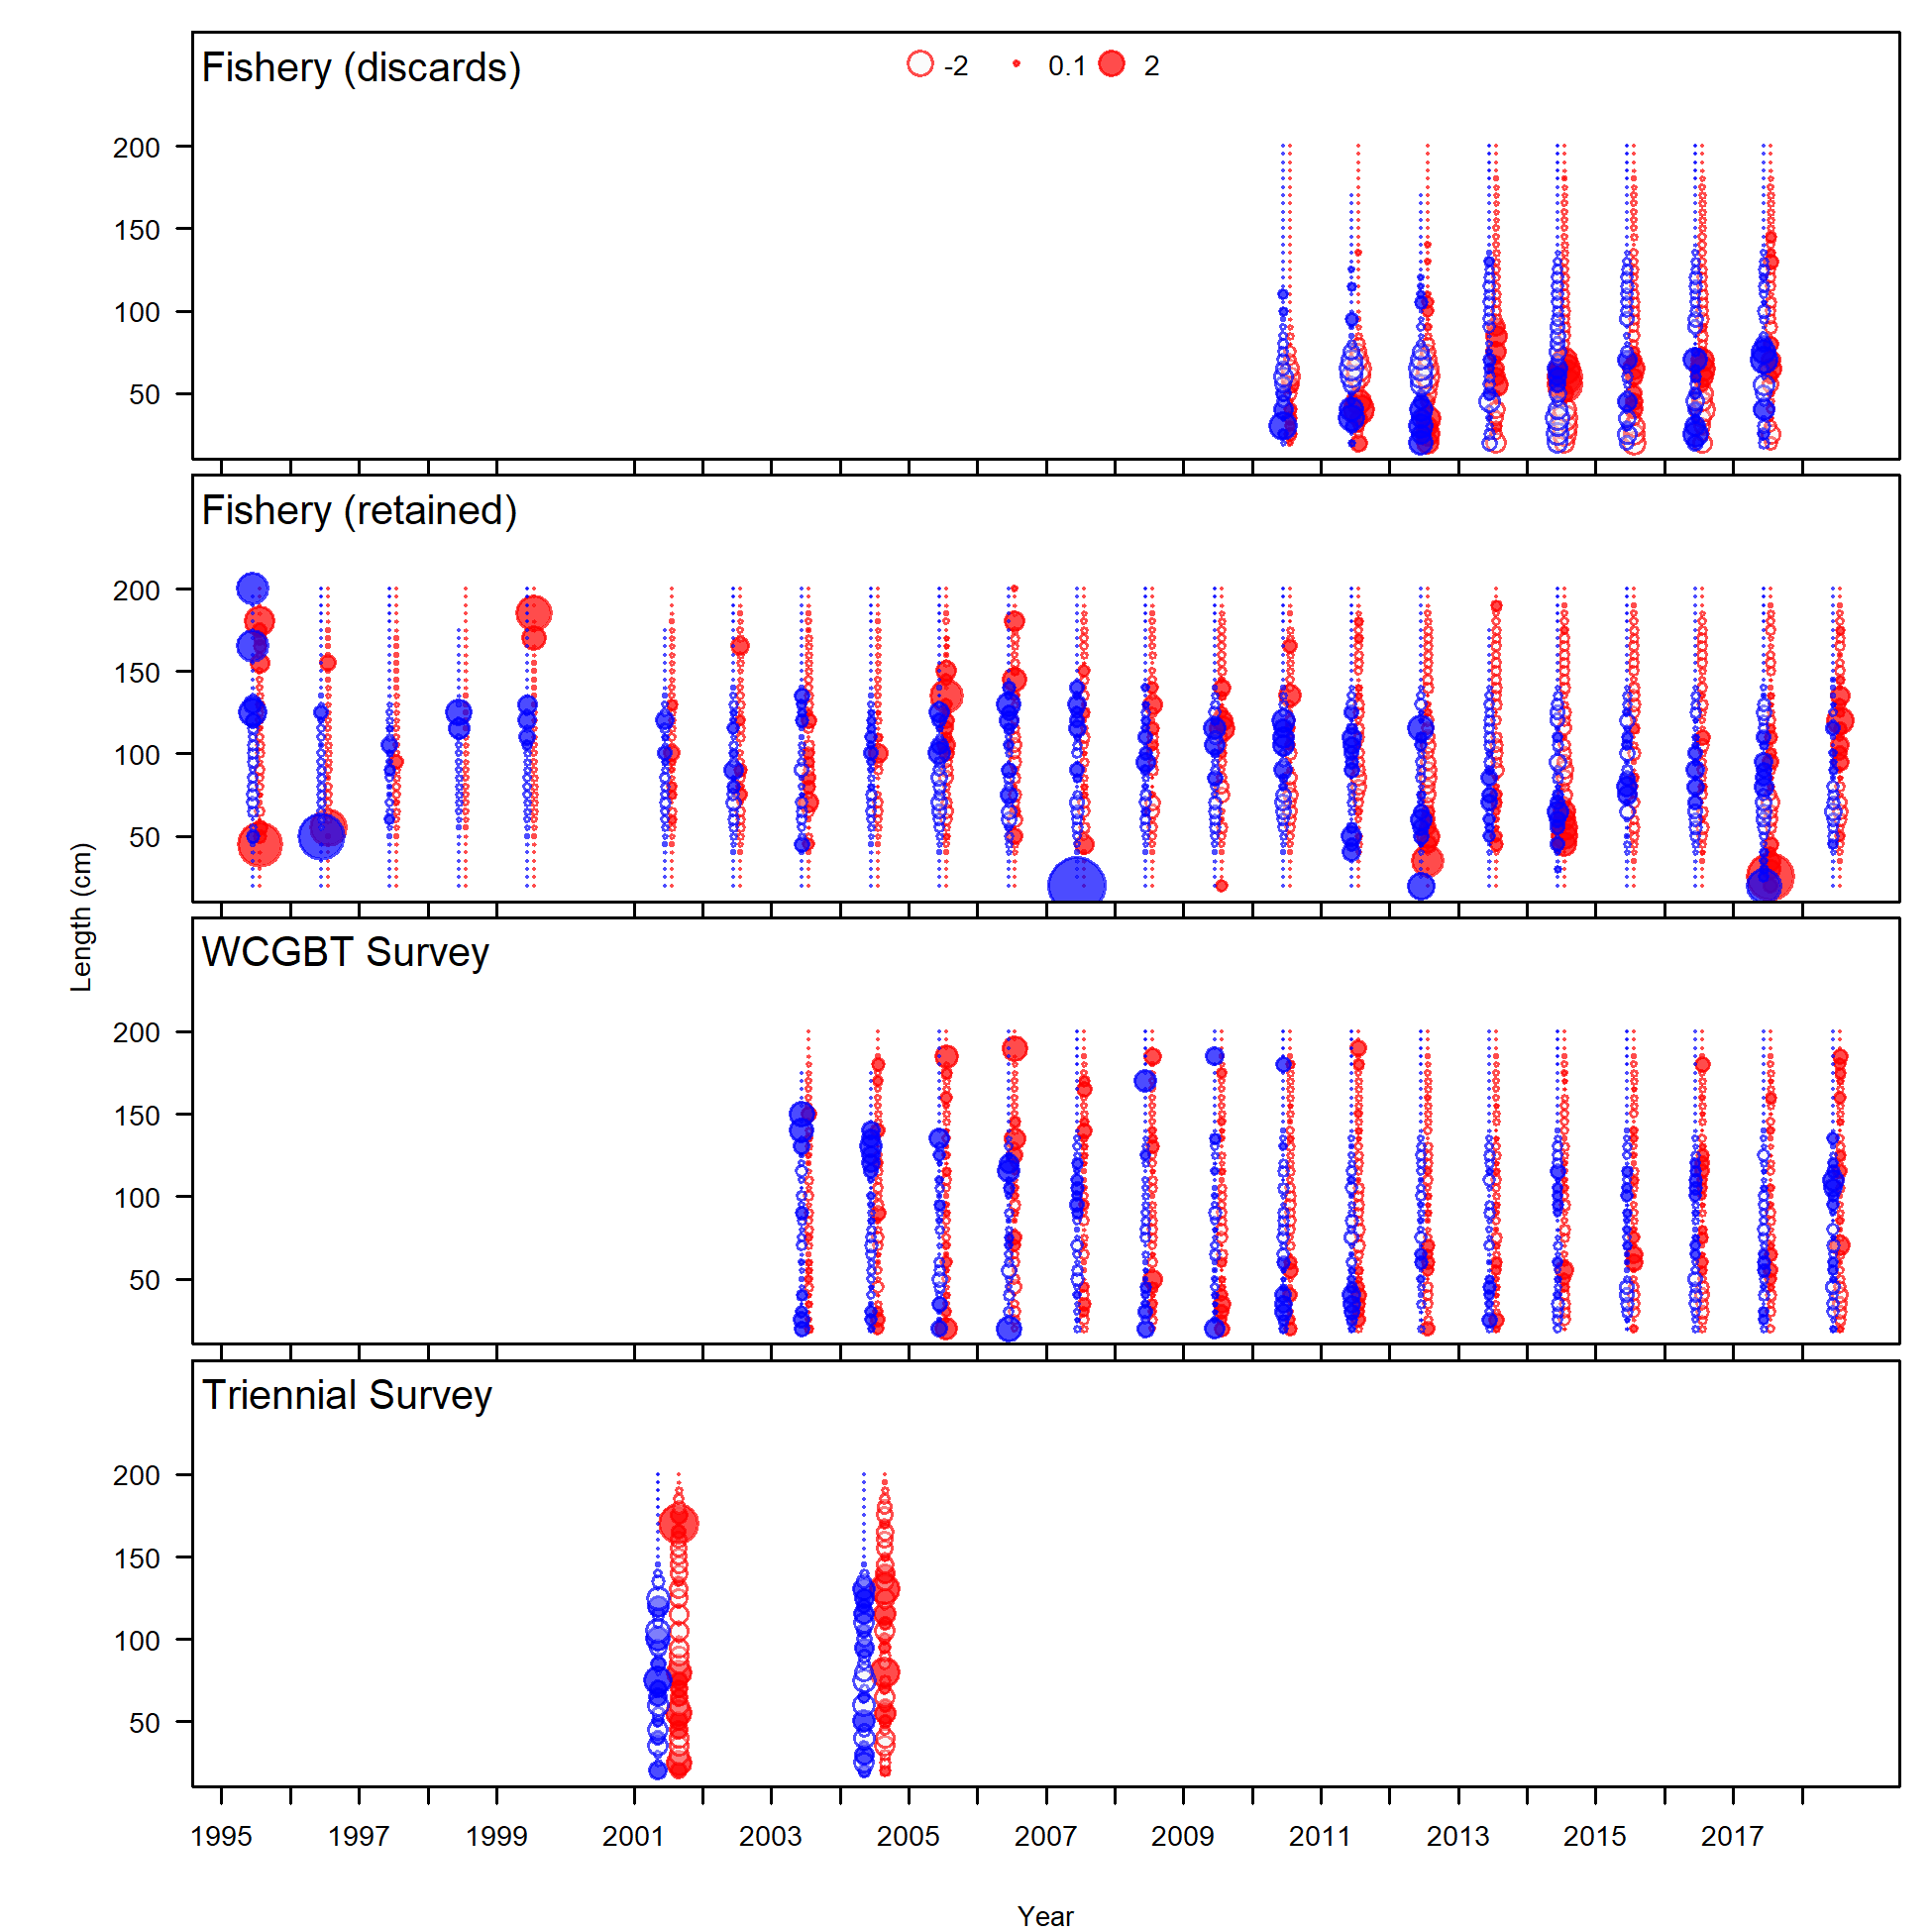 Fishery (discards)
-2 0.1 2
200
150
100
50
Fishery (retained)
200
150
100
50
Length (cm)
WCGBT Survey
200
150
100
50
Triennial Survey
200
150
100
50
1995 1997 1999 2001 2003 2005 2007 2009 2011 2013 2015 2017
Year